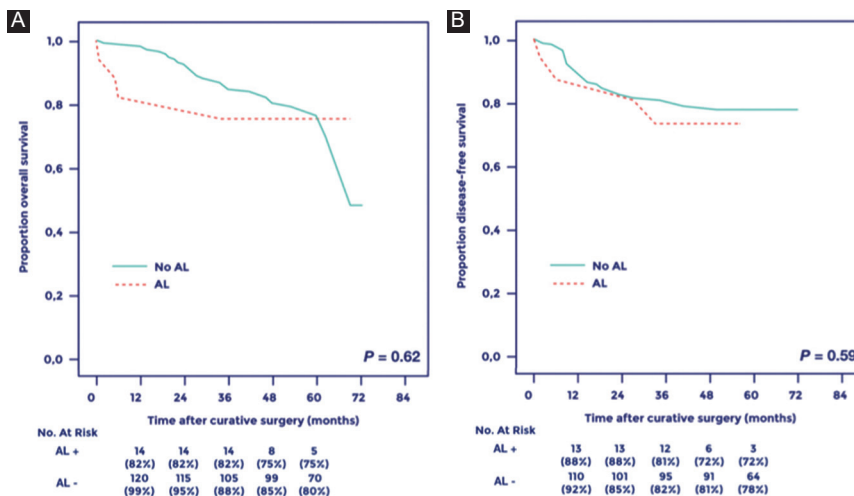 A
Proportion overall survival
1,0
0,8
0,6
0,4
0,2
0,0
No AL
AL
P = 0.62
0 12 24 36 48 60 72 84
Time after curative surgery (months)
No. At Risk
AL + 14 14 14 8 5
(82%) (82%) (82%) (75%) (75%)
AL - 120 115 105 99 70
(99%) (95%) (88%) (85%) (80%)
B
Proportion disease-free survival
1,0
0,8
0,6
0,4
0,2
0,0
No AL
AL
P = 0.59
0 12 24 36 48 60 72 84
Time after curative surgery (months)
No. At Risk
AL + 13 13 12 6 3
(88%) (88%) (81%) (72%) (72%)
AL - 110 101 95 91 64
(92%) (85%) (82%) (81%) (78%)